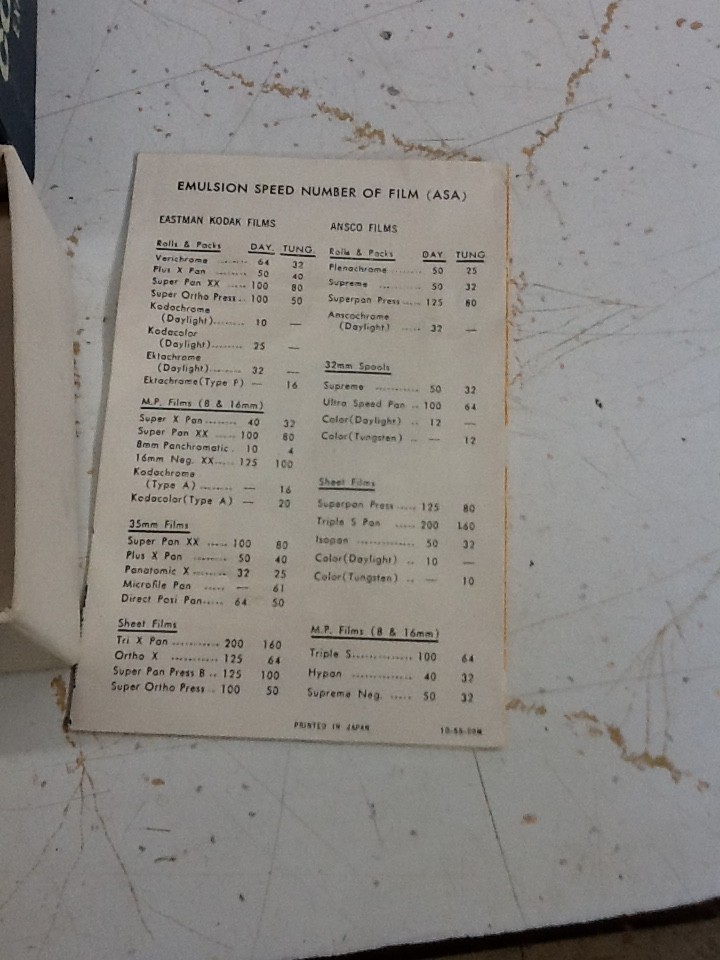 EMULSION SPEED NUMBER OF FILM (ASA)
EASTMAN KODAK FILMS
Rolls & Packs DAY. TUNG.
Verichrome ........ 64 32
Plus X Pan ........ 50 40
Super Pan XX ..... 100 80
Super Ortho Press.. 100 50
Kodachrome
(Daylight)........ 10 —
Kodacolor
(Daylight)........ 25 —
Ektachrome
(Daylight)........ 32 —
Ektachrome(Type F) — 16
M.P. Films (8 & 16mm)
Super X Pan........ 40 32
Super Pan XX ..... 100 80
8mm Panchromatic. 10 4
16mm Neg. XX..... 125 100
Kodachrome
(Type A) ........ — 16
Kodacolor(Type A) — 20
35mm Films
Super Pan XX ..... 100 80
Plus X Pan ........ 50 40
Panatomic X........ 32 25
Microfile Pan ..... — 61
Direct Posi Pan..... 64 50
Sheet Films
Tri X Pan ........... 200 160
Ortho X ........... 125 64
Super Pan Press B .. 125 100
Super Ortho Press.. 100 50
ANSCO FILMS
Rolls & Packs DAY. TUNG
Plenachrome ........ 50 25
Supreme ........ 50 32
Superpan Press..... 125 80
Anscochrome
(Daylight) ..... 32 —
32mm Spools
Supreme ........... 50 32
Ultra Speed Pan .. 100 64
Color(Daylight) .. 12 —
Color(Tungsten) .. — 12
Sheet Films
Superpan Press..... 125 80
Triple S Pan ..... 200 160
Isopan .............. 50 32
Color(Daylight) .. 10 —
Color(Tungsten) .. — 10
M.P. Films (8 & 16mm)
Triple S.............. 100 64
Hypan .............. 40 32
Supreme Neg. ..... 50 32
PRINTED IN JAPAN